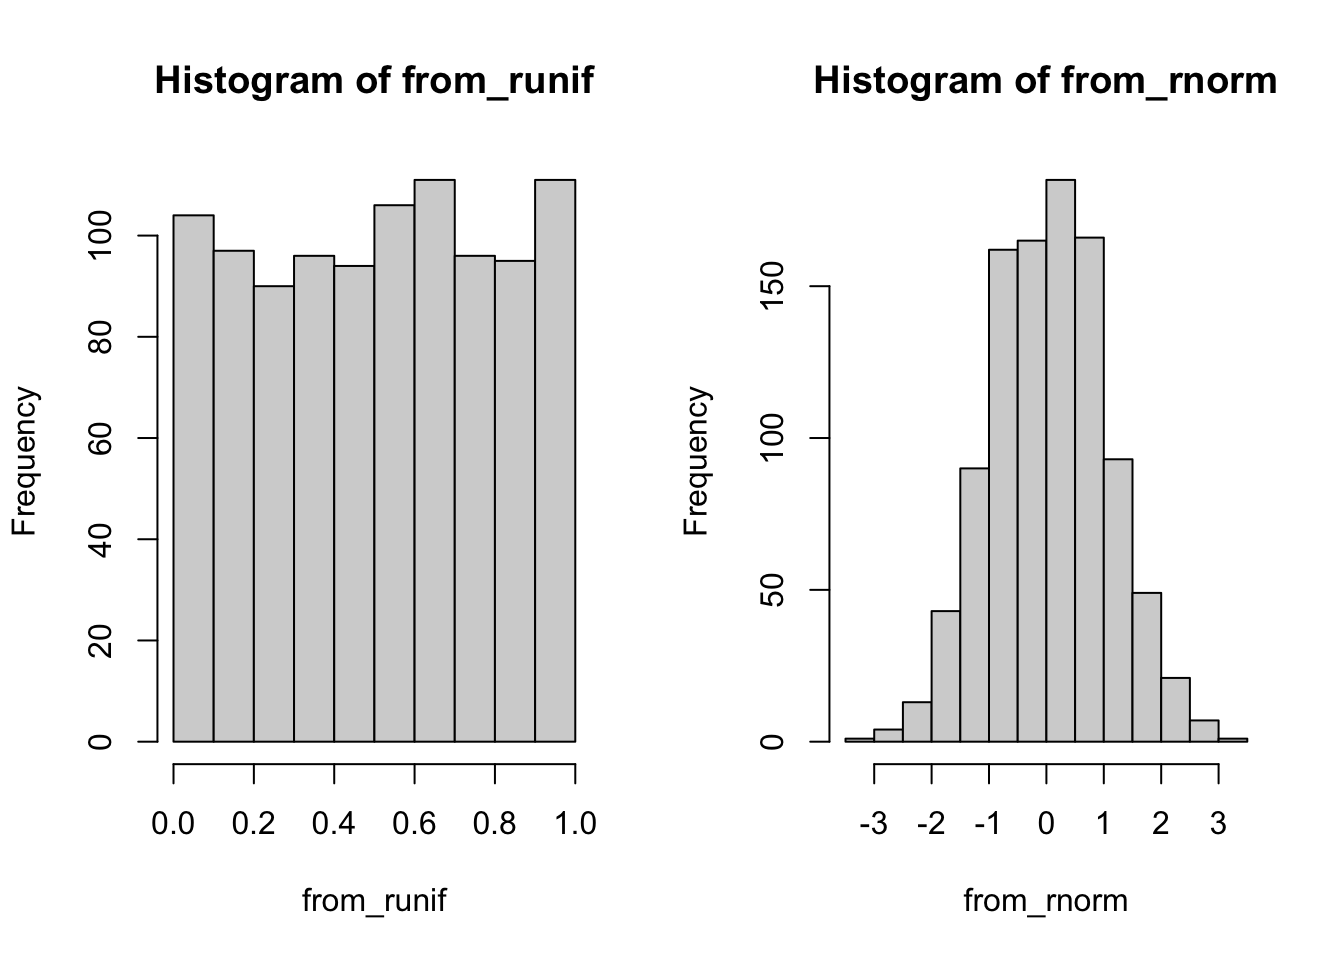 Histogram of from_runif
Frequency
0 20 40 60 80 100
0.0 0.2 0.4 0.6 0.8 1.0
from_runif
Histogram of from_rnorm
Frequency
0 50 100 150
-3 -2 -1 0 1 2 3
from_rnorm